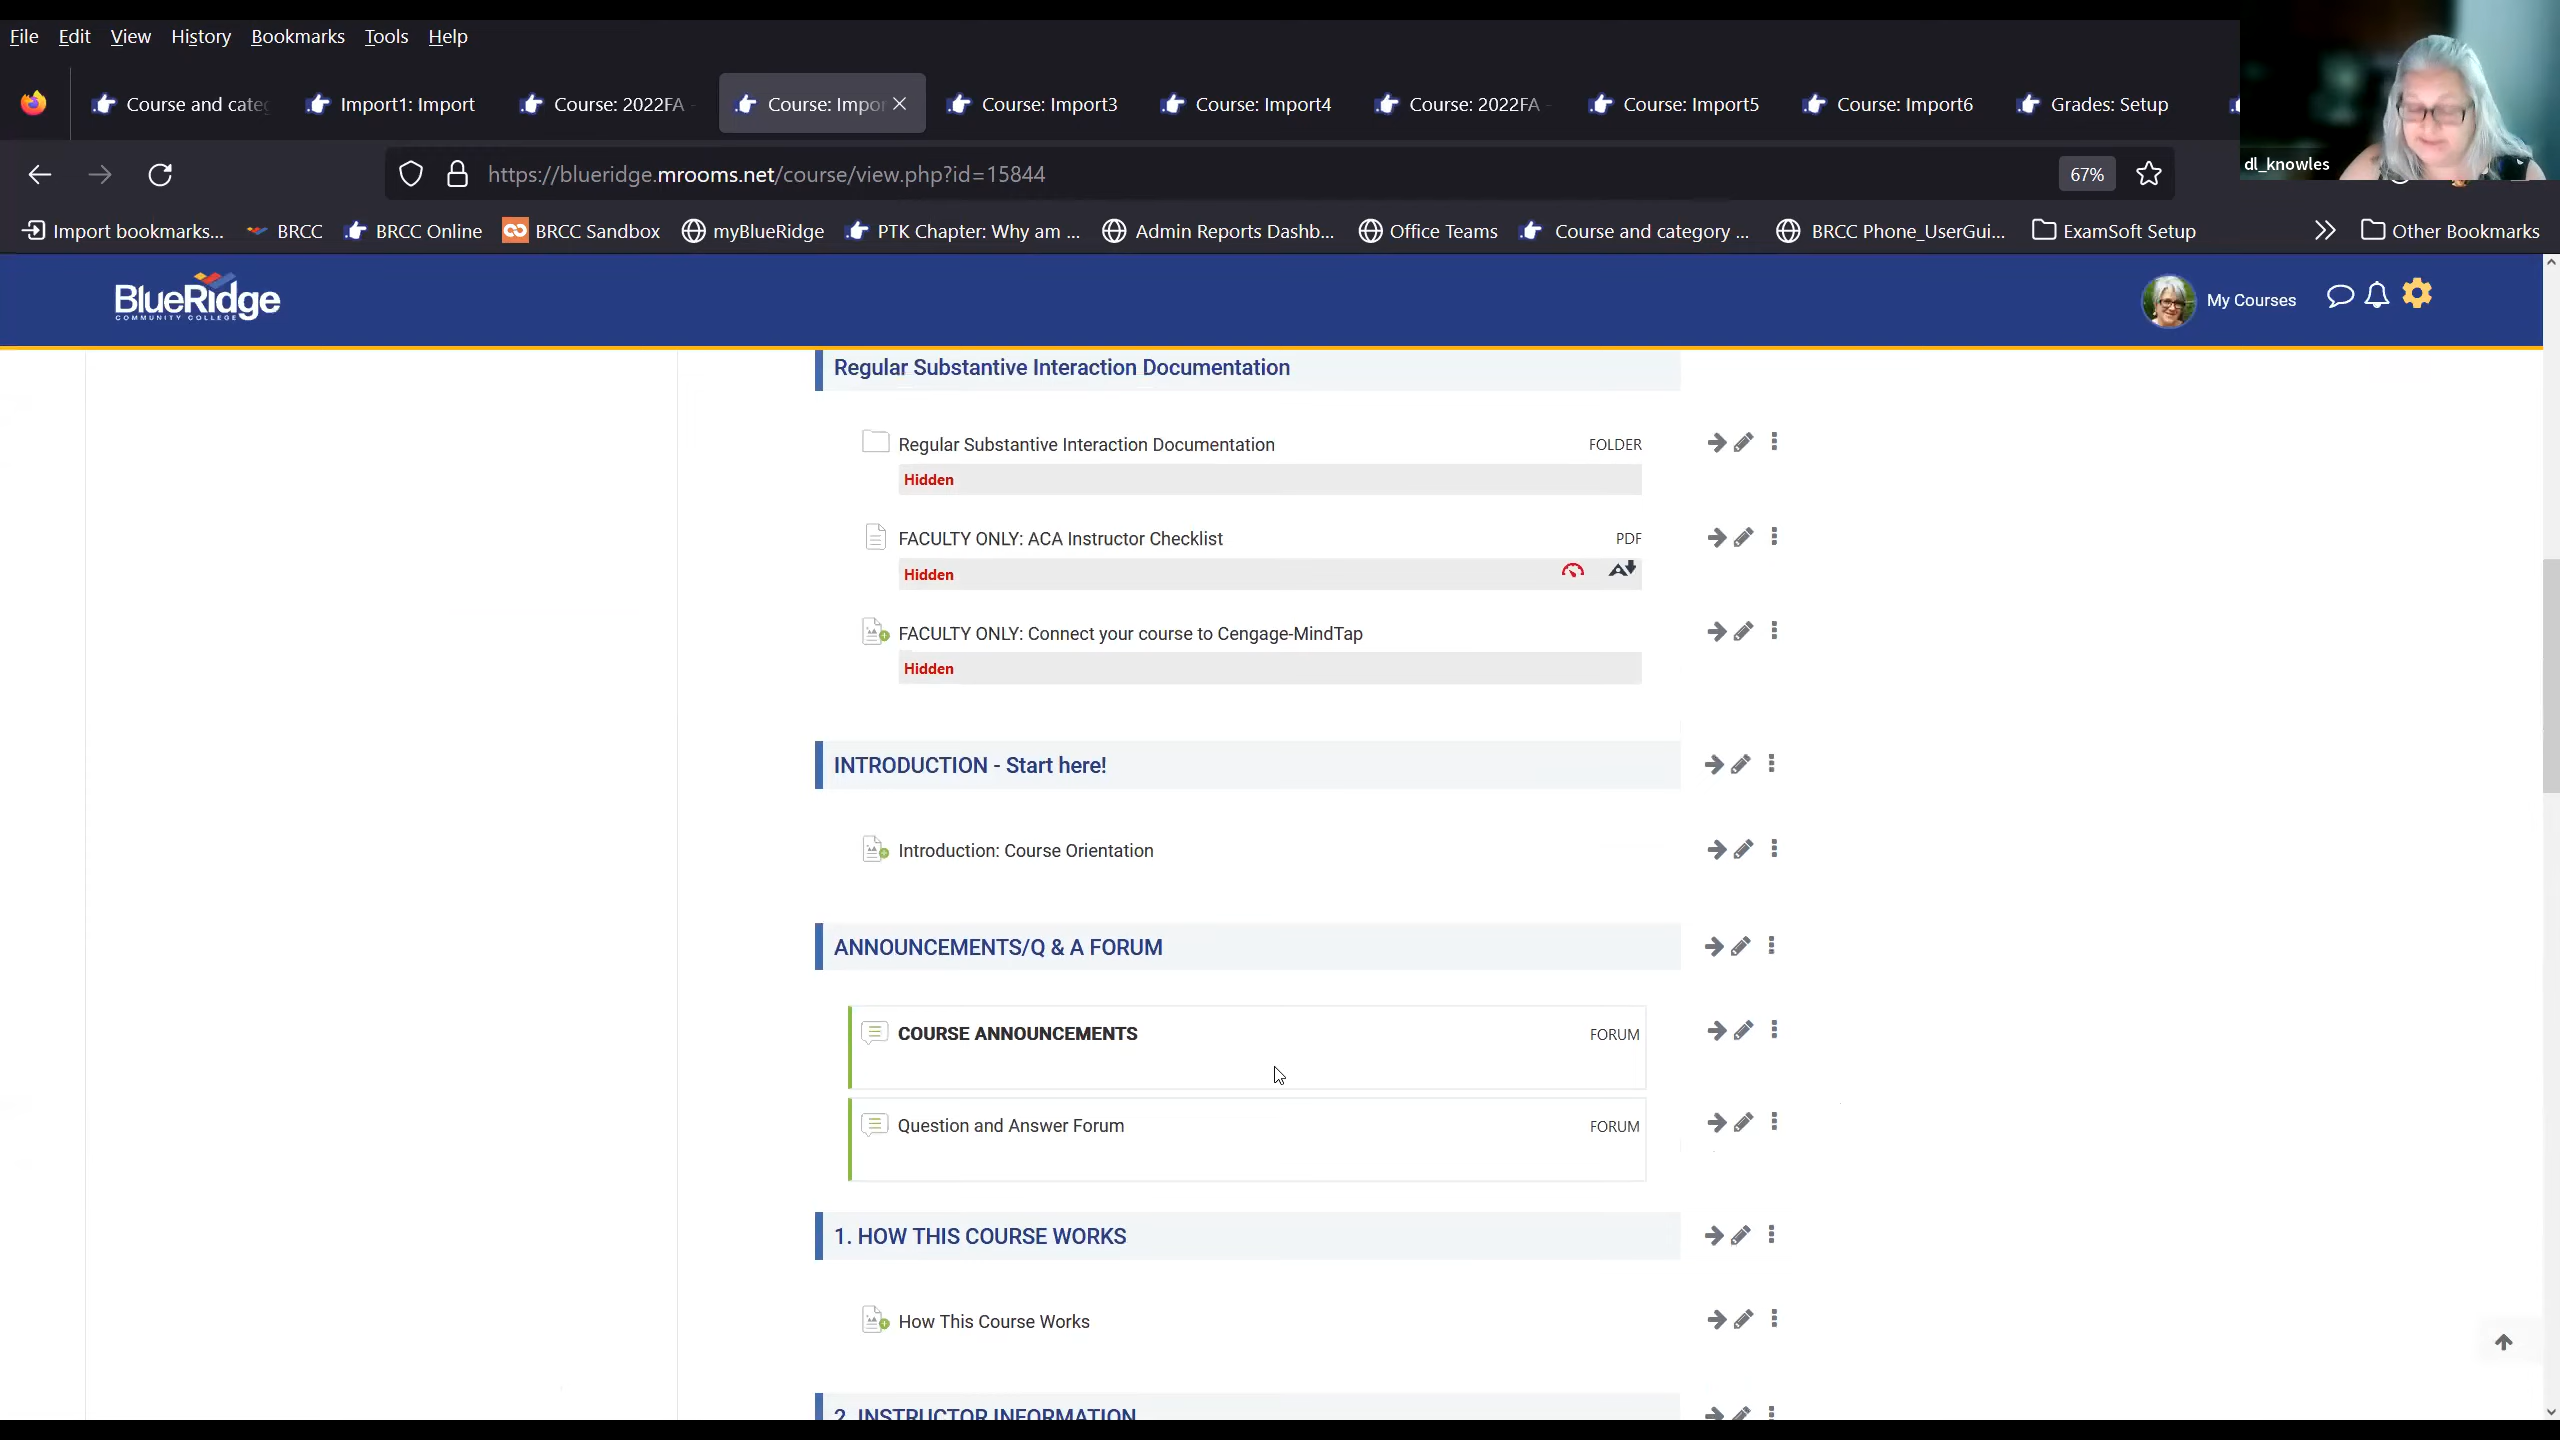 File Edit View History Bookmarks Tools Help
Course and cate
Import1: Import
Course: 2022FA
Course: Impo
Course: Import3
Course: Import4
Course: 2022FA -
Course: Import5
Course: Import6
Grades: Setup
dl_knowles
https://blueridge.mrooms.net/course/view.php?id=15844
67%
Import bookmarks...
BRCC
BRCC Online
BRCC Sandbox
myBlueRidge
PTK Chapter: Why am ...
Admin Reports Dashb...
Office Teams
Course and category ...
BRCC Phone_UserGui...
ExamSoft Setup
Other Bookmarks
BlueRidge
COMMUNITY COLLEGE
My Courses
Regular Substantive Interaction Documentation
Regular Substantive Interaction Documentation FOLDER
Hidden
FACULTY ONLY: ACA Instructor Checklist PDF
Hidden
FACULTY ONLY: Connect your course to Cengage-MindTap
Hidden
INTRODUCTION - Start here!
Introduction: Course Orientation
ANNOUNCEMENTS/Q & A FORUM
COURSE ANNOUNCEMENTS FORUM
Question and Answer Forum FORUM
1. HOW THIS COURSE WORKS
How This Course Works
2. INSTRUCTOR INFORMATION